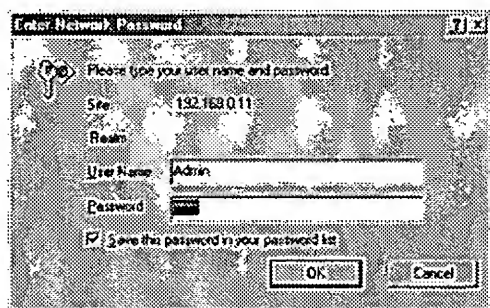 Enter Network Password
? ×
Please type your user name and password.
Site: 192.168.0.11
Realm
User Name Admin
Password
Save this password in your password list
OK Cancel